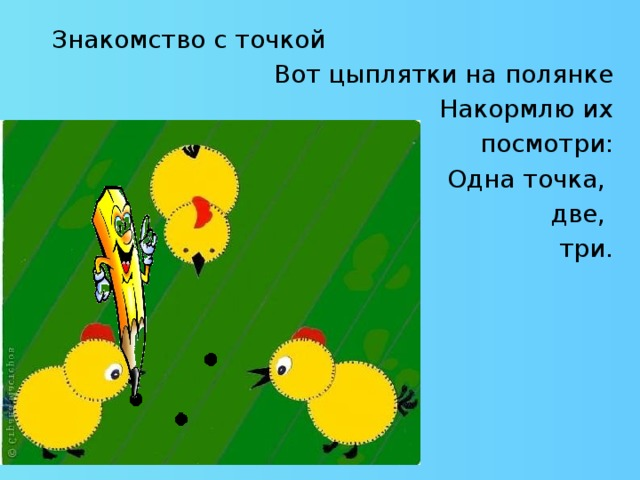 Знакомство с точкой
Вот цыплятки на полянке
Накормлю их
посмотри:
Одна точка,
две,
три.